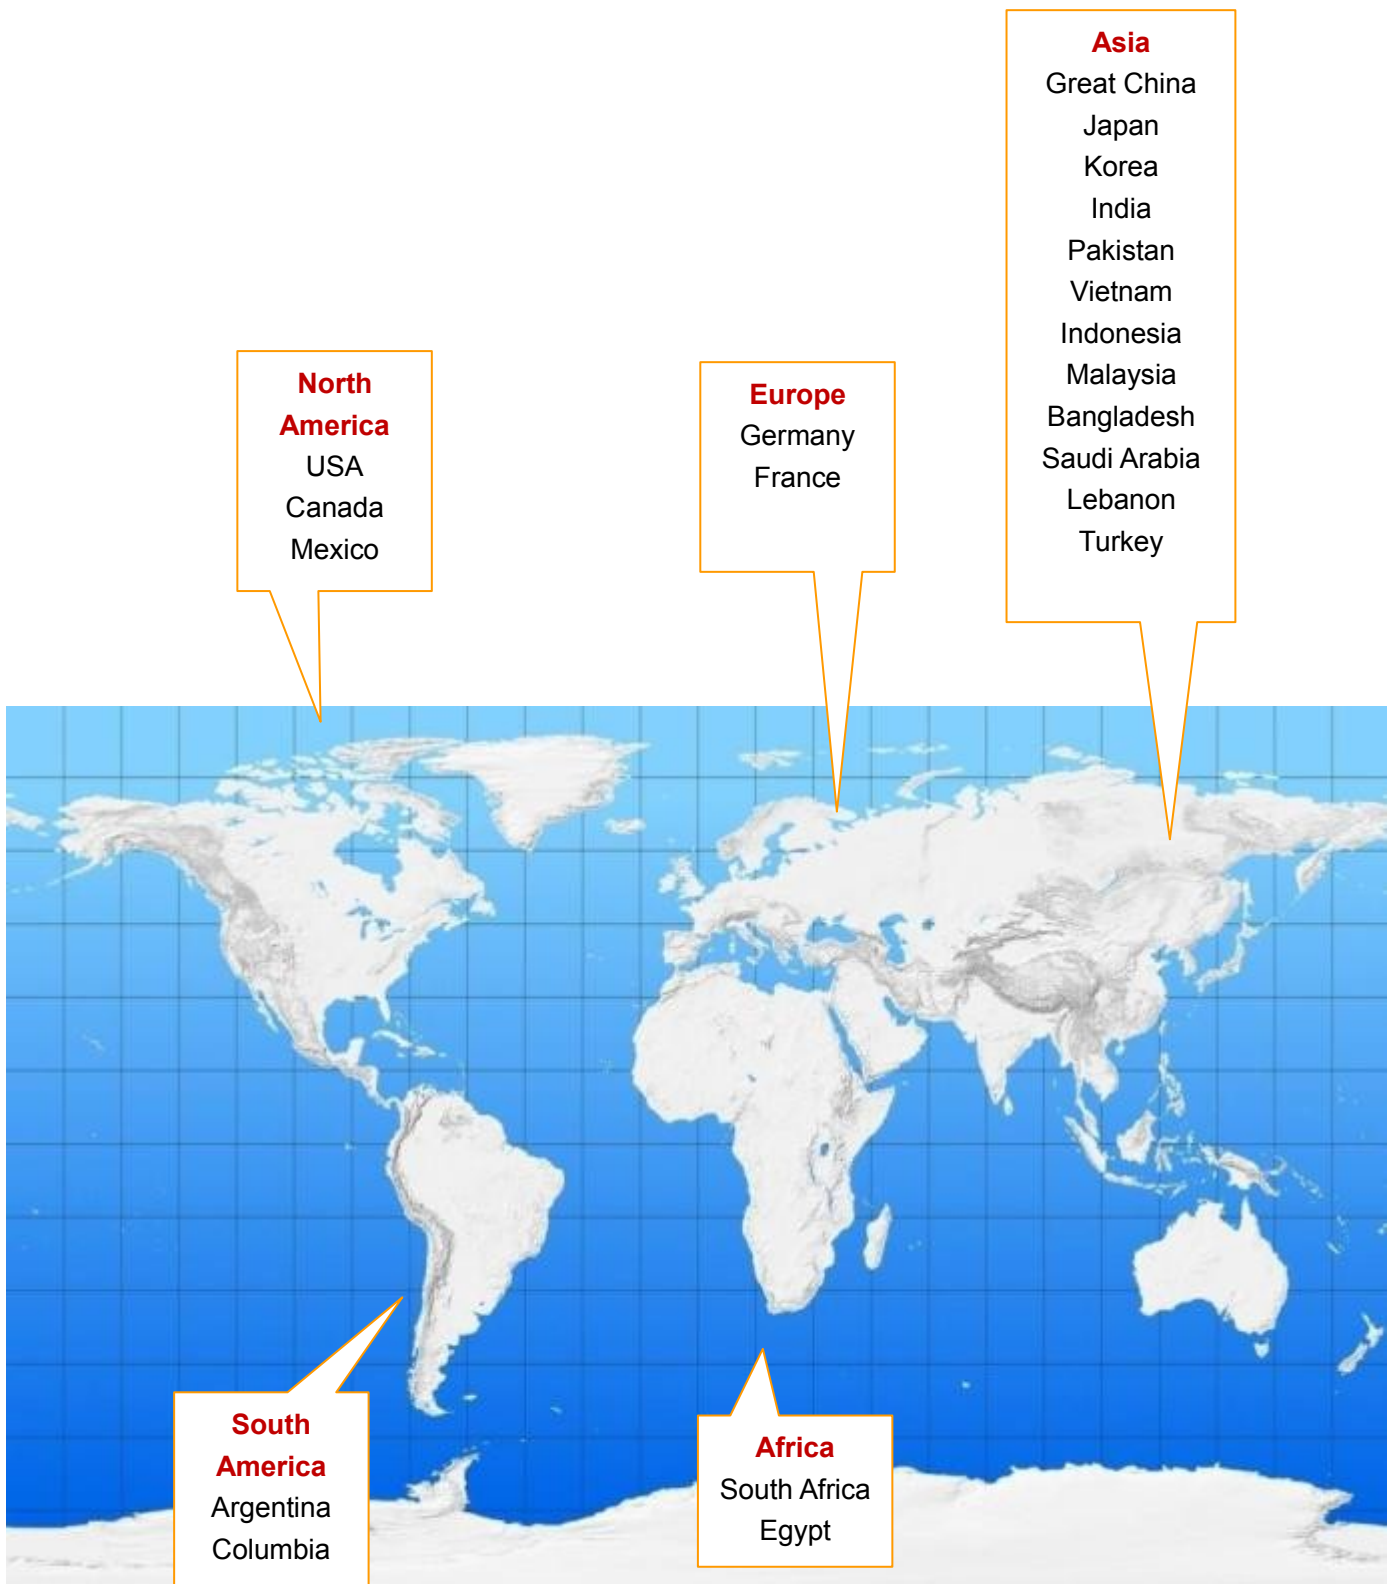 Asia
Great China
Japan
Korea
India
Pakistan
Vietnam
Indonesia
Malaysia
Bangladesh
Saudi Arabia
Lebanon
Turkey
North
America
USA
Canada
Mexico
Europe
Germany
France
South
America
Argentina
Columbia
Africa
South Africa
Egypt